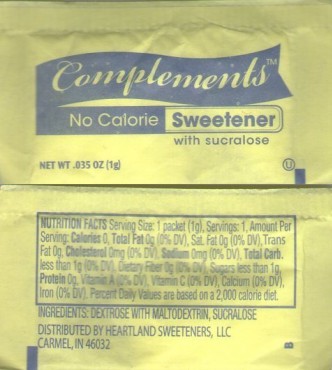 Complements™
No Calorie Sweetener
with sucralose
NET WT .035 OZ (1g)
U
NUTRITION FACTS Serving Size: 1 packet (1g), Servings: 1, Amount Per
Serving: Calories 0, Total Fat 0g (0% DV), Sat. Fat 0g (0% DV), Trans
Fat 0g, Cholesterol 0mg (0% DV), Sodium 0mg (0% DV), Total Carb.
less than 1g (0% DV), Dietary Fiber 0g (0% DV), Sugars less than 1g,
Protein 0g, Vitamin A (0% DV), Vitamin C (0% DV), Calcium (0% DV),
Iron (0% DV). Percent Daily Values are based on a 2,000 calorie diet.
INGREDIENTS: DEXTROSE WITH MALTODEXTRIN, SUCRALOSE
DISTRIBUTED BY HEARTLAND SWEETENERS, LLC
CARMEL, IN 46032
B